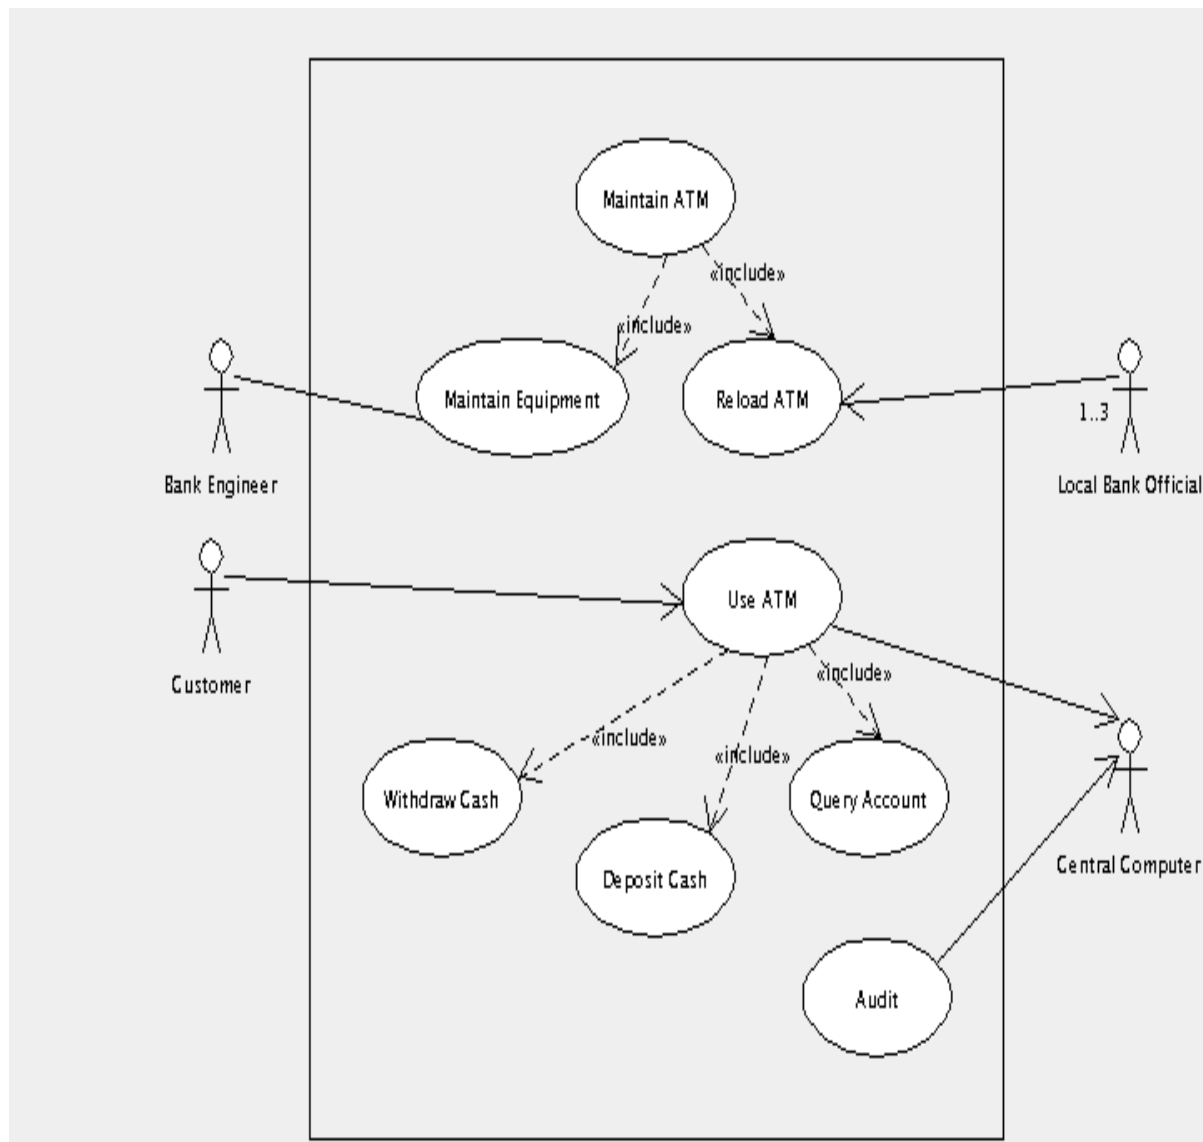 Maintain ATM
«include»
«include»
Maintain Equipment
Reload ATM
1..3
Bank Engineer
Local Bank Official
Use ATM
Customer
«include»
«include»
«include»
Withdraw Cash
Query Account
Deposit Cash
Central Computer
Audit